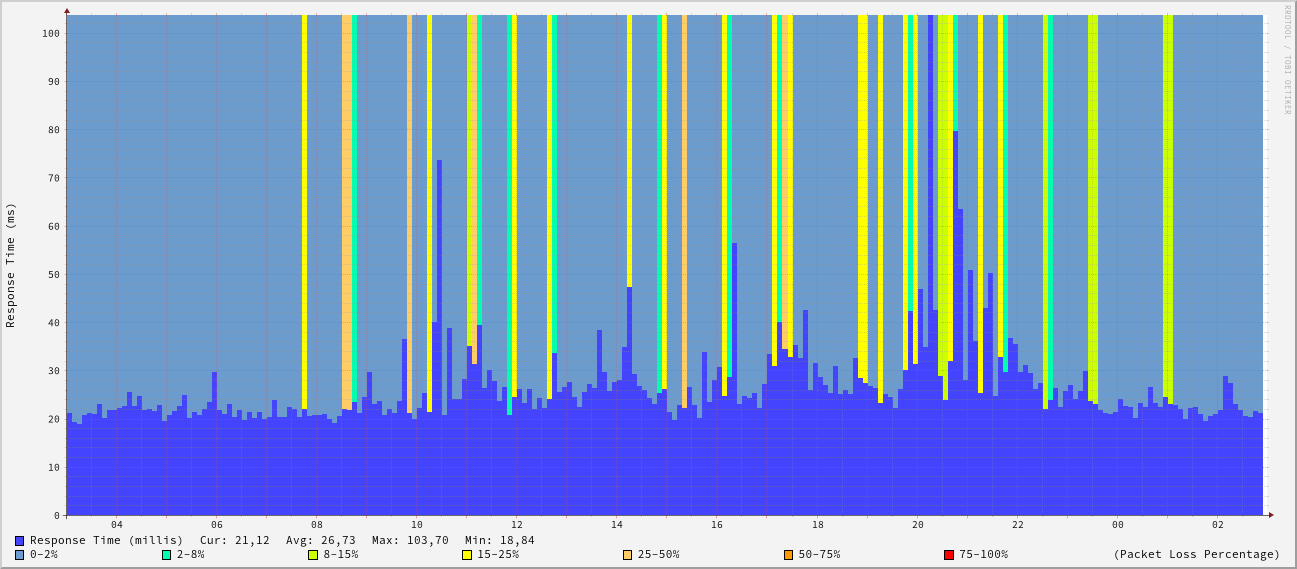 RRDTOOL / TOBI OETIKER
Response Time (ms)
100
90
80
70
60
50
40
30
20
10
0
04 06 08 10 12 14 16 18 20 22 00 02
Response Time (millis) Cur: 21,12 Avg: 26,73 Max: 103,70 Min: 18,84
0-2% 2-8% 8-15% 15-25% 25-50% 50-75% 75-100% (Packet Loss Percentage)